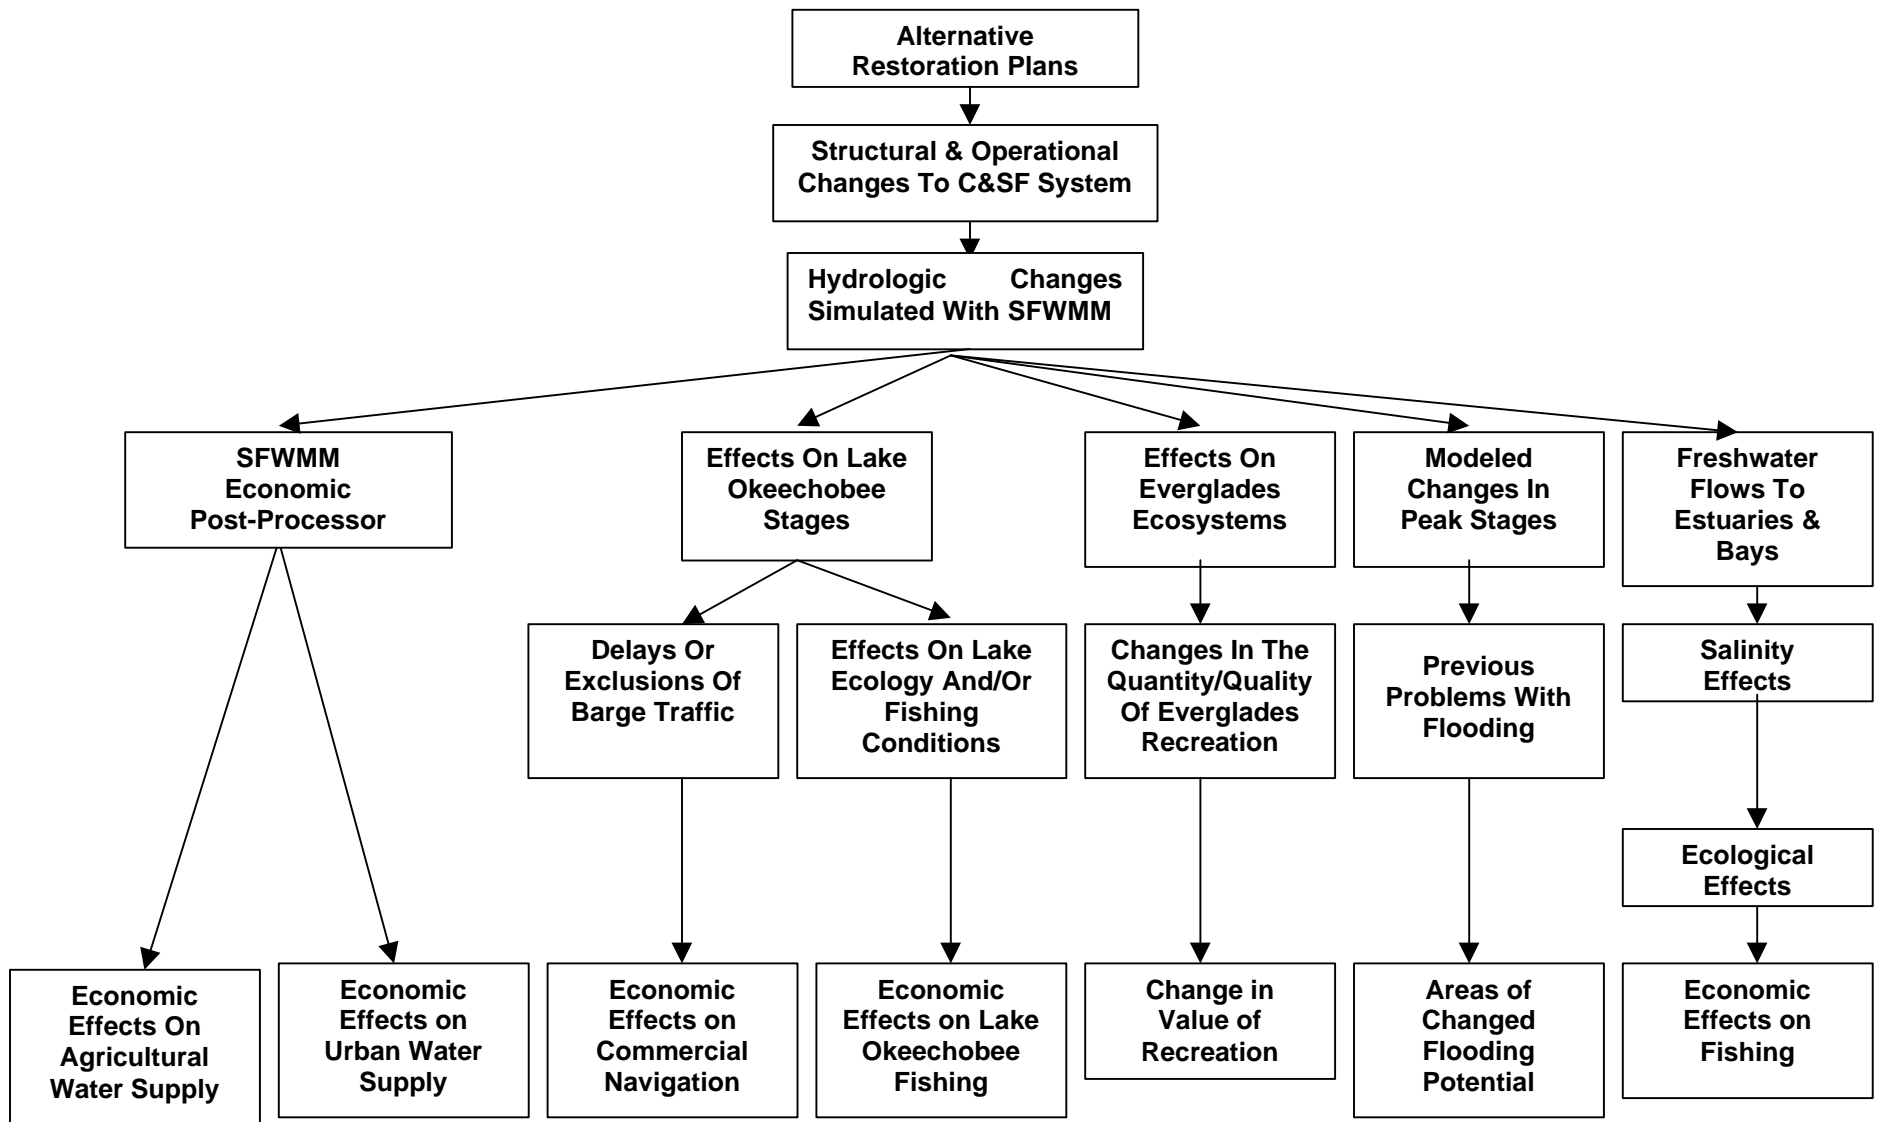 Alternative
Restoration Plans
Structural & Operational
Changes To C&SF System
Hydrologic Changes
Simulated With SFWMM
SFWMM
Economic
Post-Processor
Effects On Lake
Okeechobee
Stages
Effects On
Everglades
Ecosystems
Modeled
Changes In
Peak Stages
Freshwater
Flows To
Estuaries &
Bays
Delays Or
Exclusions Of
Barge Traffic
Effects On Lake
Ecology And/Or
Fishing
Conditions
Changes In The
Quantity/Quality
Of Everglades
Recreation
Previous
Problems With
Flooding
Salinity
Effects
Ecological
Effects
Economic
Effects On
Agricultural
Water Supply
Economic
Effects on
Urban Water
Supply
Economic
Effects on
Commercial
Navigation
Economic
Effects on Lake
Okeechobee
Fishing
Change in
Value of
Recreation
Areas of
Changed
Flooding
Potential
Economic
Effects on
Fishing